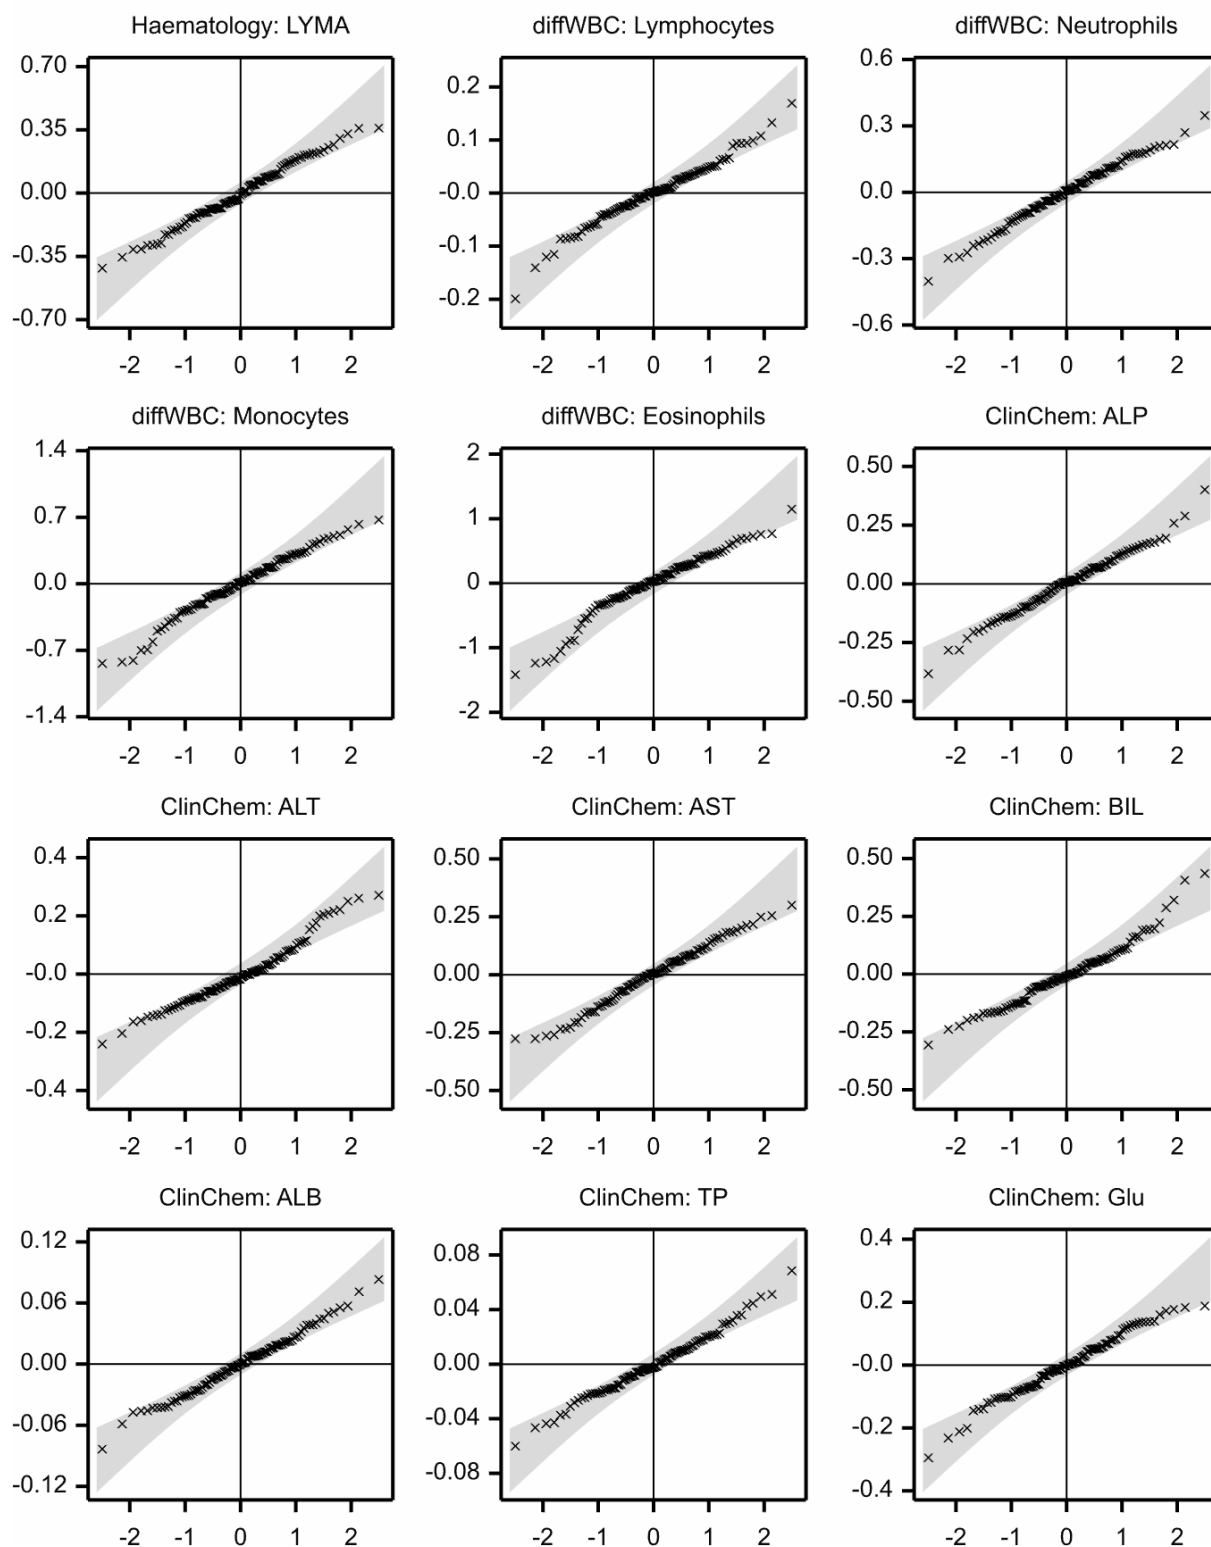 Haematology: LYMA
diffWBC: Lymphocytes
diffWBC: Neutrophils
0.70
0.35
0.00
-0.35
-0.70
-2 -1 0 1 2
0.2
0.1
-0.0
-0.1
-0.2
-2 -1 0 1 2
0.6
0.3
0.0
-0.3
-0.6
-2 -1 0 1 2
diffWBC: Monocytes
diffWBC: Eosinophils
ClinChem: ALP
1.4
0.7
0.0
-0.7
-1.4
-2 -1 0 1 2
2
1
0
-1
-2
-2 -1 0 1 2
0.50
0.25
0.00
-0.25
-0.50
-2 -1 0 1 2
ClinChem: ALT
ClinChem: AST
ClinChem: BIL
0.4
0.2
-0.0
-0.2
-0.4
-2 -1 0 1 2
0.50
0.25
0.00
-0.25
-0.50
-2 -1 0 1 2
0.50
0.25
0.00
-0.25
-0.50
-2 -1 0 1 2
ClinChem: ALB
ClinChem: TP
ClinChem: Glu
0.12
0.06
0.00
-0.06
-0.12
-2 -1 0 1 2
0.08
0.04
0.00
-0.04
-0.08
-2 -1 0 1 2
0.4
0.2
-0.0
-0.2
-0.4
-2 -1 0 1 2